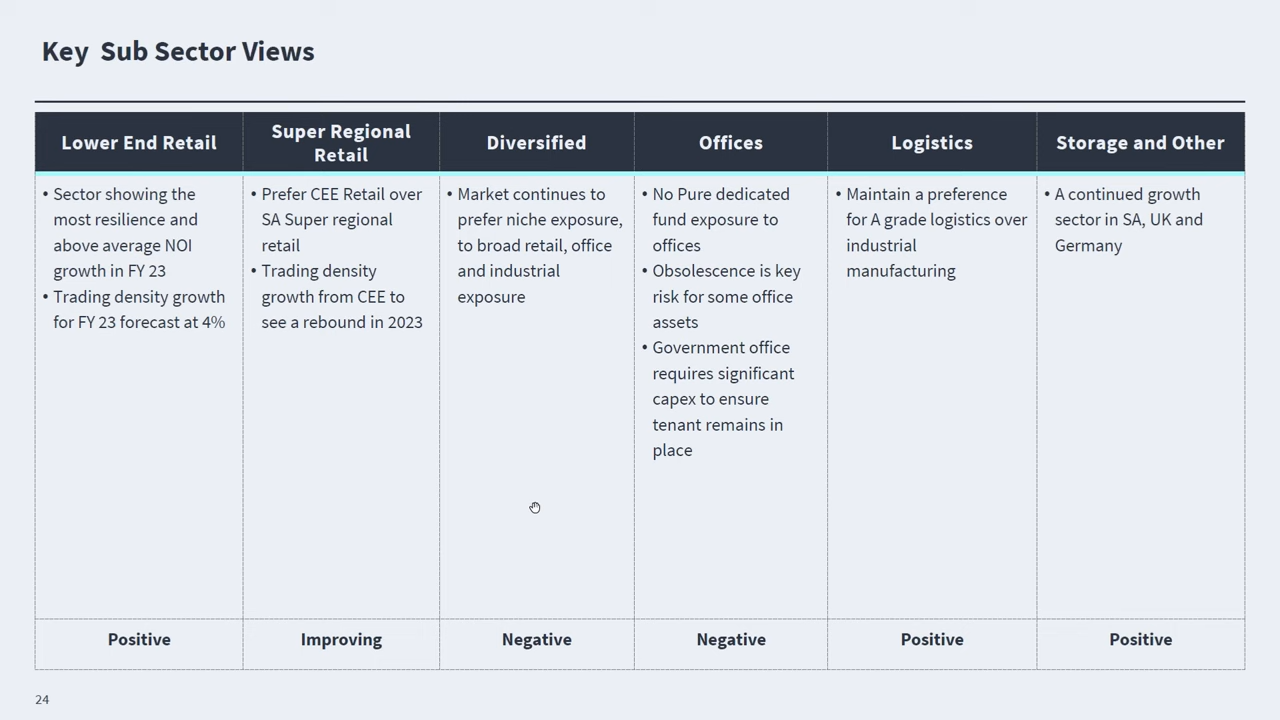 Key  Sub Sector Views
Lower End Retail
Super Regional
Retail
Diversified
Offices
Logistics
Storage and Other
• Sector showing the
most resilience and
above average NOI
growth in FY 23
• Trading density growth
for FY 23 forecast at 4%
• Prefer CEE Retail over
SA Super regional
retail
• Trading density
growth from CEE to
see a rebound in 2023
• Market continues to
prefer niche exposure,
to broad retail, office
and industrial
exposure
• No Pure dedicated
fund exposure to
offices
• Obsolescence is key
risk for some office
assets
• Government office
requires significant
capex to ensure
tenant remains in
place
• Maintain a preference
for A grade logistics over
industrial
manufacturing
• A continued growth
sector in SA, UK and
Germany
Positive
Improving
Negative
Negative
Positive
Positive
24